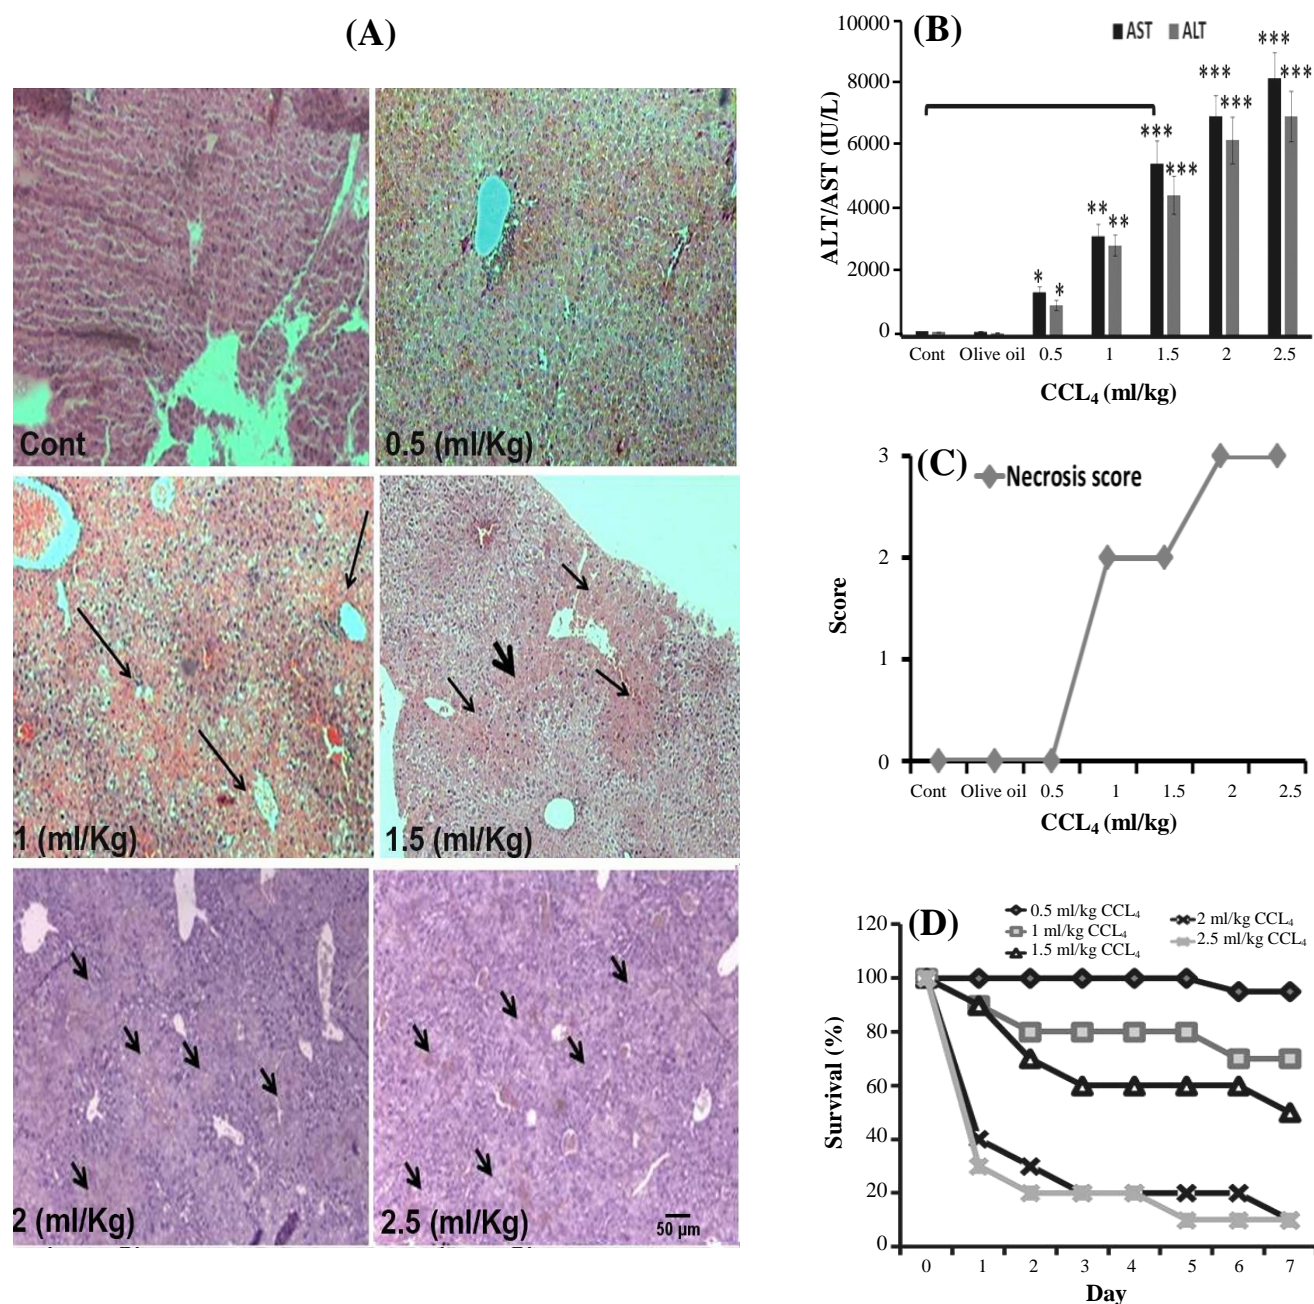 (A)
Cont
0.5 (ml/Kg)
1 (ml/Kg)
1.5 (ml/Kg)
2 (ml/Kg)
2.5 (ml/Kg)
50 µm
(B)
AST ALT
10000
8000
6000
4000
2000
0
ALT/AST (IU/L)
* * ** ** *** *** *** *** *** ***
Cont Olive oil 0.5 1 1.5 2 2.5
CCL4 (ml/kg)
(C)
Necrosis score
3
2
1
0
Score
Cont Olive oil 0.5 1 1.5 2 2.5
CCL4 (ml/kg)
(D)
0.5 ml/kg CCL4
1 ml/kg CCL4
1.5 ml/kg CCL4
2 ml/kg CCL4
2.5 ml/kg CCL4
120
100
80
60
40
20
0
Survival (%)
0 1 2 3 4 5 6 7
Day